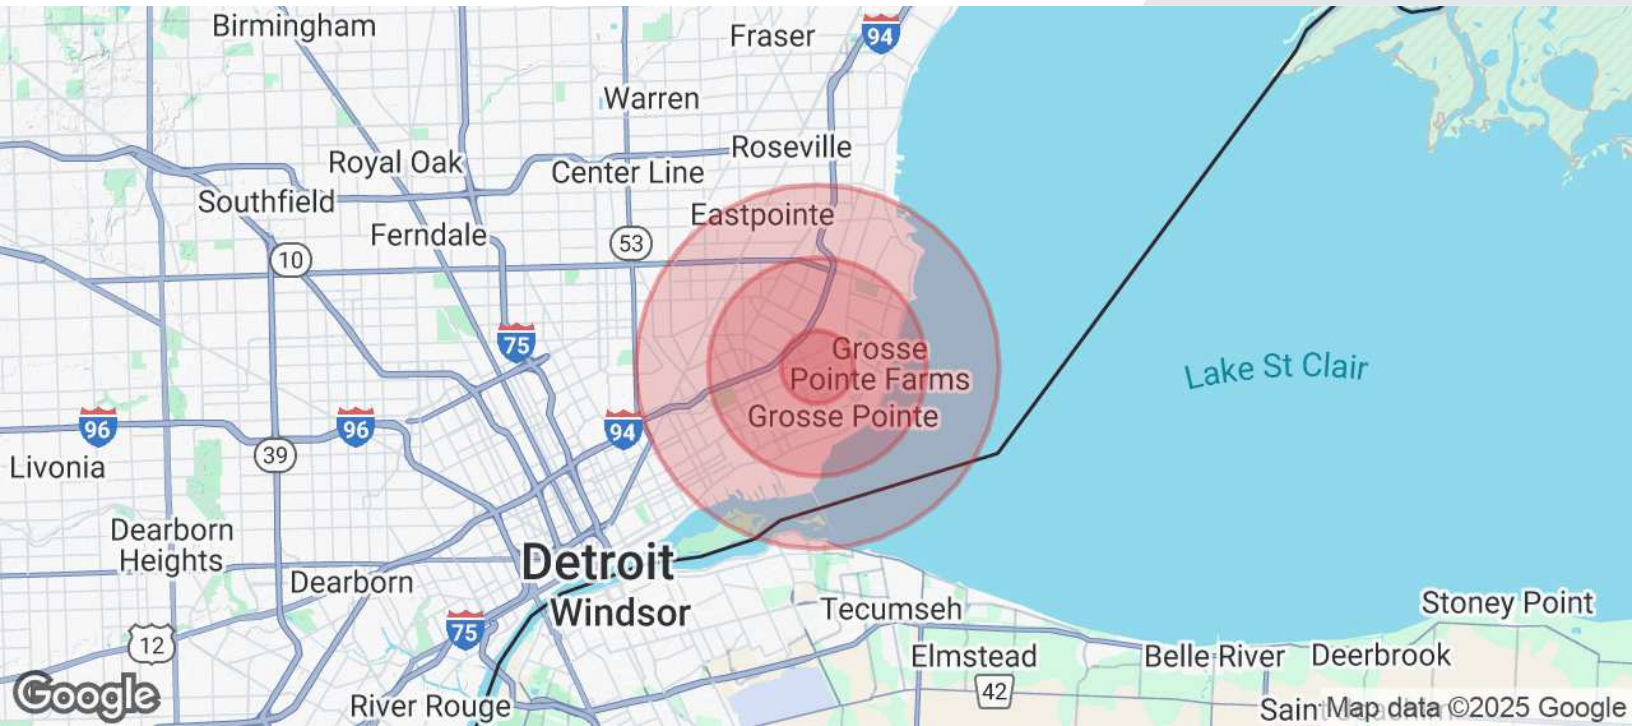 Birmingham
Fraser
94
Warren
Roseville
Royal Oak
Center Line
Southfield
Eastpointe
Ferndale
53
10
75
Grosse
Pointe Farms
Lake St Clair
Grosse Pointe
96
96
94
39
Livonia
Dearborn
Heights
Detroit
Dearborn
Windsor
Tecumseh
Stoney Point
75
12
Elmstead
Belle River
Deerbrook
42
Google
River Rouge
Sain
Map data ©2025 Google